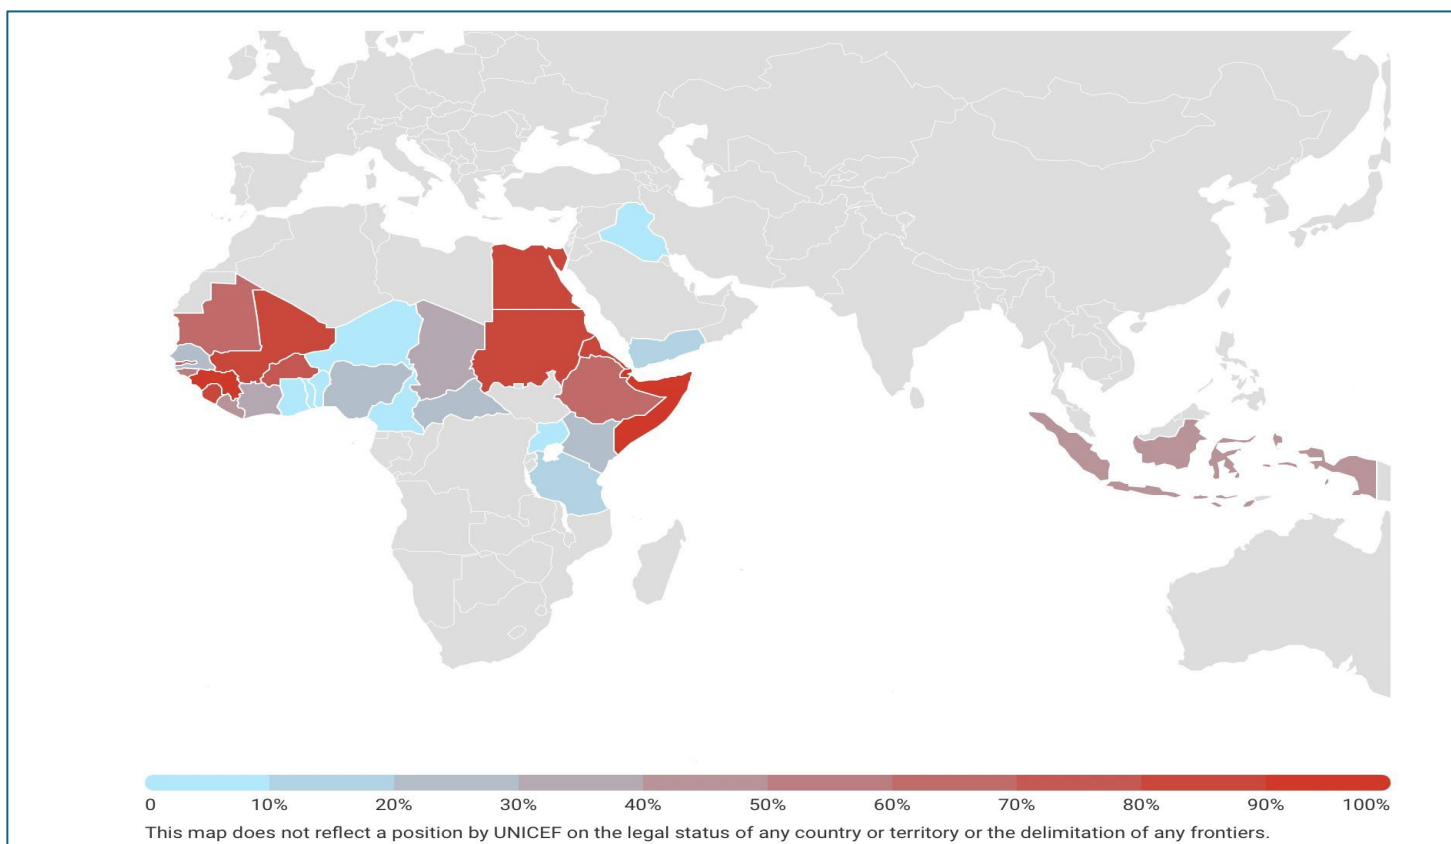 0 10% 20% 30% 40% 50% 60% 70% 80% 90% 100%
This map does not reflect a position by UNICEF on the legal status of any country or territory or the delimitation of any frontiers.